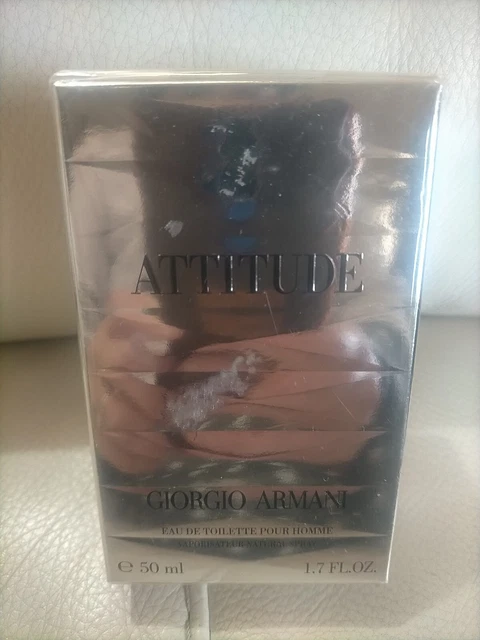 ATTITUDE
GIORGIO ARMANI
EAU DE TOILETTE POUR HOMME
VAPORISATEUR NATURAL SPRAY
℮ 50 ml 1.7 FL.OZ.